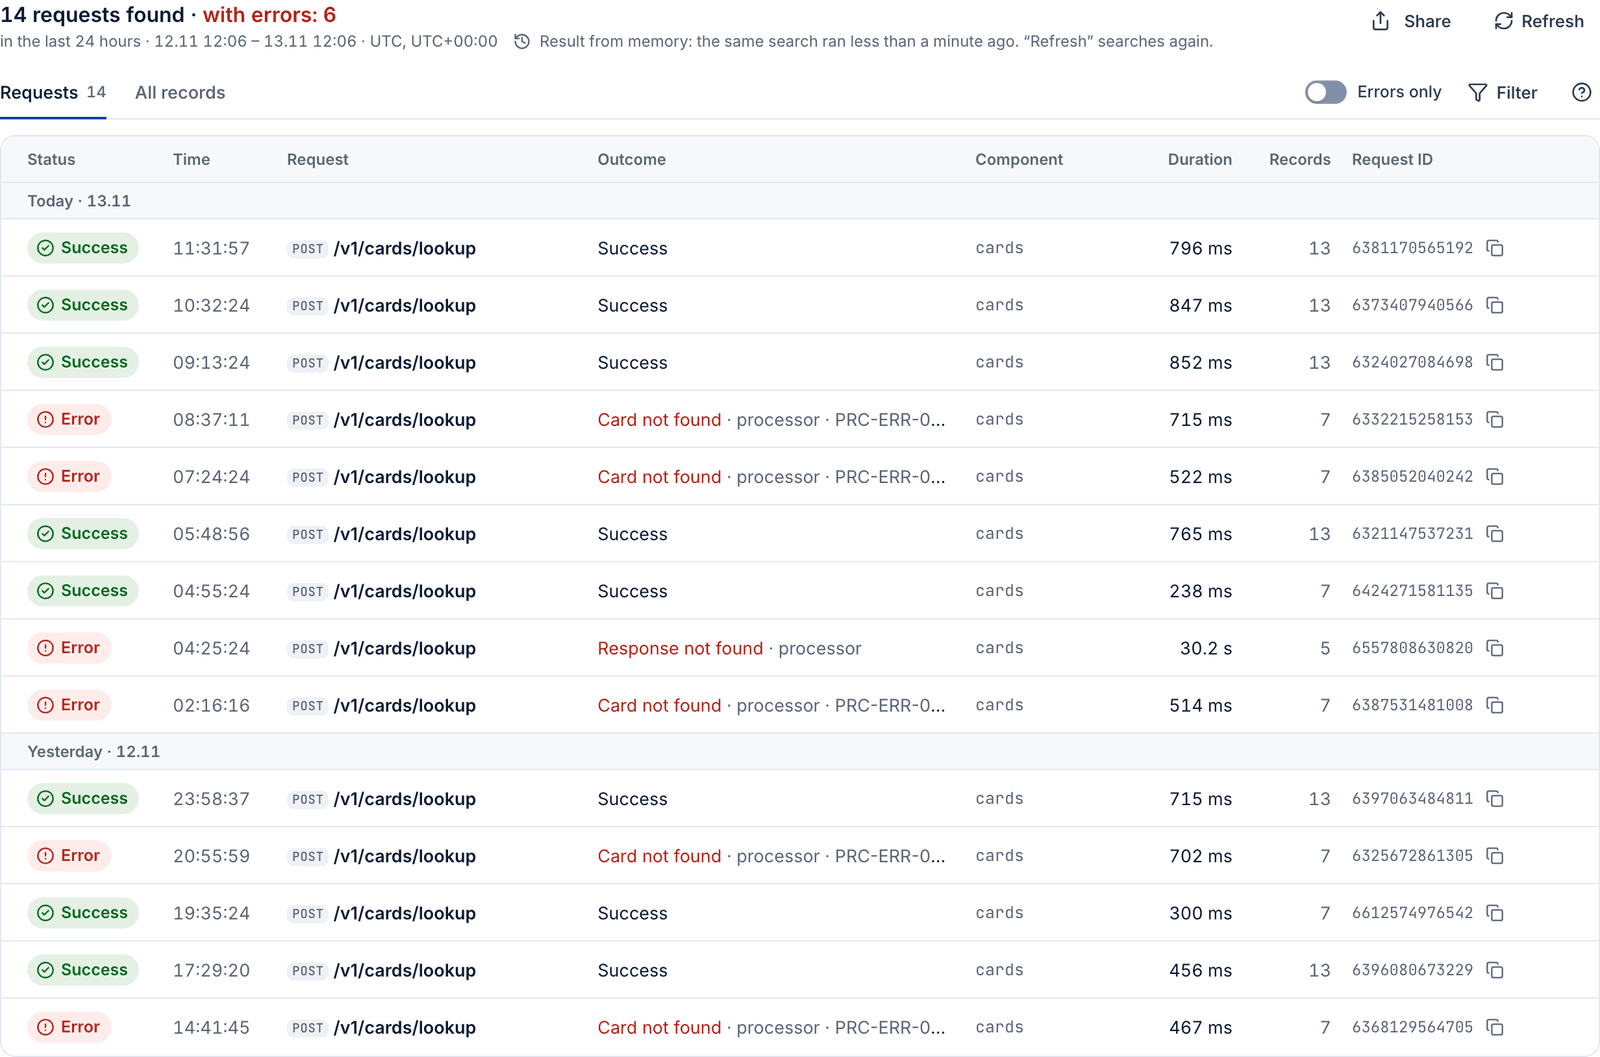 14 requests found · with errors: 6
Share
Refresh
in the last 24 hours · 12.11 12:06 – 13.11 12:06 · UTC, UTC+00:00 Result from memory: the same search ran less than a minute ago. “Refresh” searches again.
Requests 14 All records
Errors only Filter
Status Time Request Outcome Component Duration Records Request ID
Today · 13.11
Success 11:31:57 POST /v1/cards/lookup Success cards 796 ms 13 6381170565192
Success 10:32:24 POST /v1/cards/lookup Success cards 847 ms 13 6373407940566
Success 09:13:24 POST /v1/cards/lookup Success cards 852 ms 13 6324027084698
Error 08:37:11 POST /v1/cards/lookup Card not found · processor · PRC-ERR-0... cards 715 ms 7 6332215258153
Error 07:24:24 POST /v1/cards/lookup Card not found · processor · PRC-ERR-0... cards 522 ms 7 6385052040242
Success 05:48:56 POST /v1/cards/lookup Success cards 765 ms 13 6321147537231
Success 04:55:24 POST /v1/cards/lookup Success cards 238 ms 7 6424271581135
Error 04:25:24 POST /v1/cards/lookup Response not found · processor cards 30.2 s 5 6557808630820
Error 02:16:16 POST /v1/cards/lookup Card not found · processor · PRC-ERR-0... cards 514 ms 7 6387531481008
Yesterday · 12.11
Success 23:58:37 POST /v1/cards/lookup Success cards 715 ms 13 6397063484811
Error 20:55:59 POST /v1/cards/lookup Card not found · processor · PRC-ERR-0... cards 702 ms 7 6325672861305
Success 19:35:24 POST /v1/cards/lookup Success cards 300 ms 7 6612574976542
Success 17:29:20 POST /v1/cards/lookup Success cards 456 ms 13 6396080673229
Error 14:41:45 POST /v1/cards/lookup Card not found · processor · PRC-ERR-0... cards 467 ms 7 6368129564705